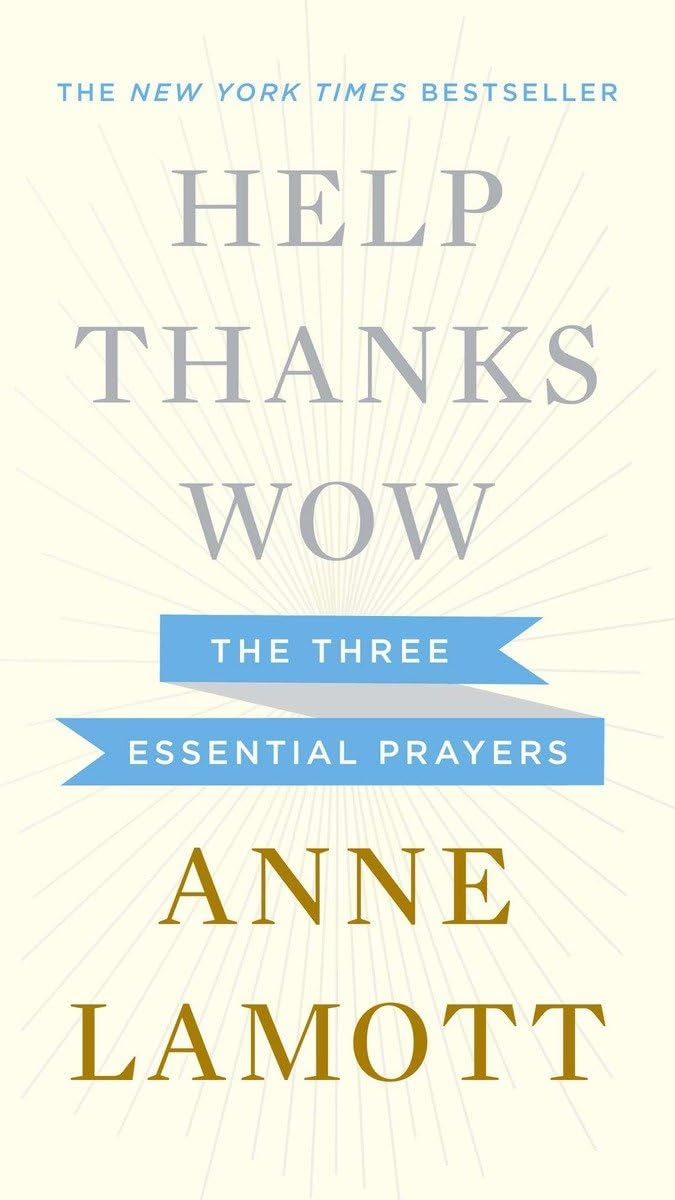 THE NEW YORK TIMES BESTSELLER
HELP
THANKS
WOW
THE THREE
ESSENTIAL PRAYERS
ANNE
LAMOTT